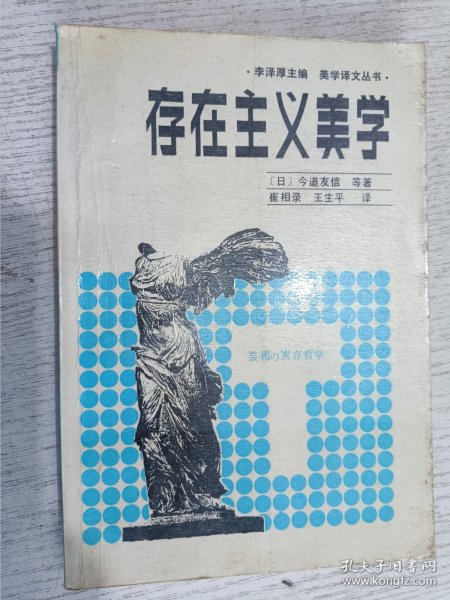 ·李泽厚主编 美学译文丛书·
存在主义美学
〔日〕今道友信 等著
崔相录 王生平 译
芸術の実存哲学
孔夫子旧书网
www.kongfz.com